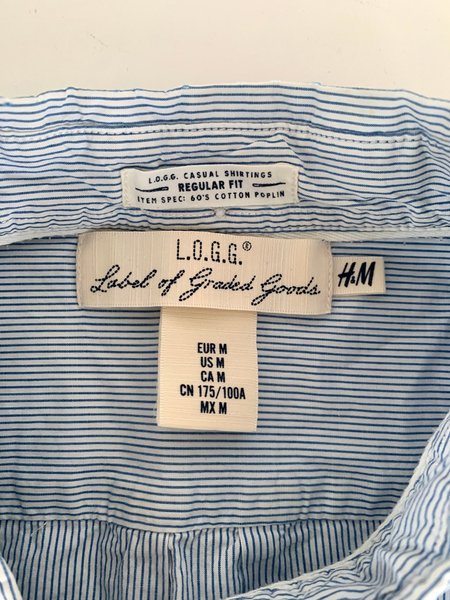 L.O.G.G. CASUAL SHIRTINGS
REGULAR FIT
ITEM SPEC: 60'S COTTON POPLIN
L.O.G.G.®
Label of Graded Goods
H&M
EUR M
US M
CA M
CN 175/100A
MX M